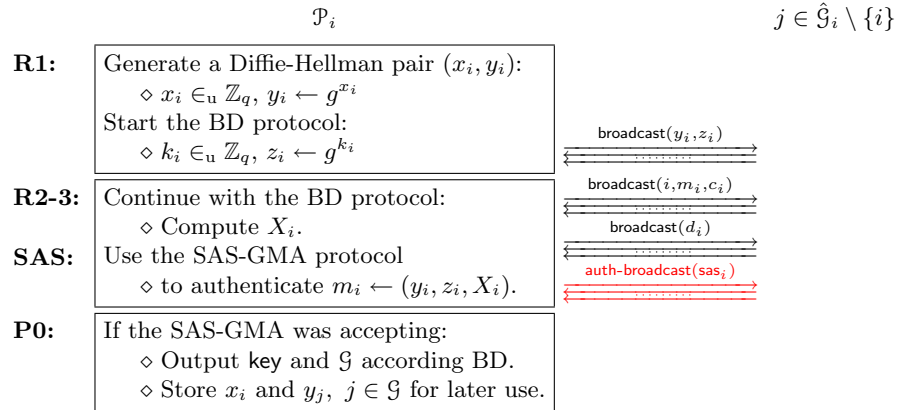 𝒫ᵢ j ∈ 𝒢̂ᵢ \ {i}
R1: Generate a Diffie-Hellman pair (xᵢ, yᵢ):
⋄ xᵢ ∈ᵤ ℤ_q, yᵢ ← g^{xᵢ}
Start the BD protocol:
⋄ kᵢ ∈ᵤ ℤ_q, zᵢ ← g^{kᵢ}
broadcast(yᵢ,zᵢ)
R2-3: Continue with the BD protocol:
broadcast(i,mᵢ,cᵢ)
⋄ Compute Xᵢ.
broadcast(dᵢ)
SAS: Use the SAS-GMA protocol
auth-broadcast(sasᵢ)
⋄ to authenticate mᵢ ← (yᵢ, zᵢ, Xᵢ).
P0: If the SAS-GMA was accepting:
⋄ Output key and 𝒢 according BD.
⋄ Store xᵢ and yⱼ, j ∈ 𝒢 for later use.